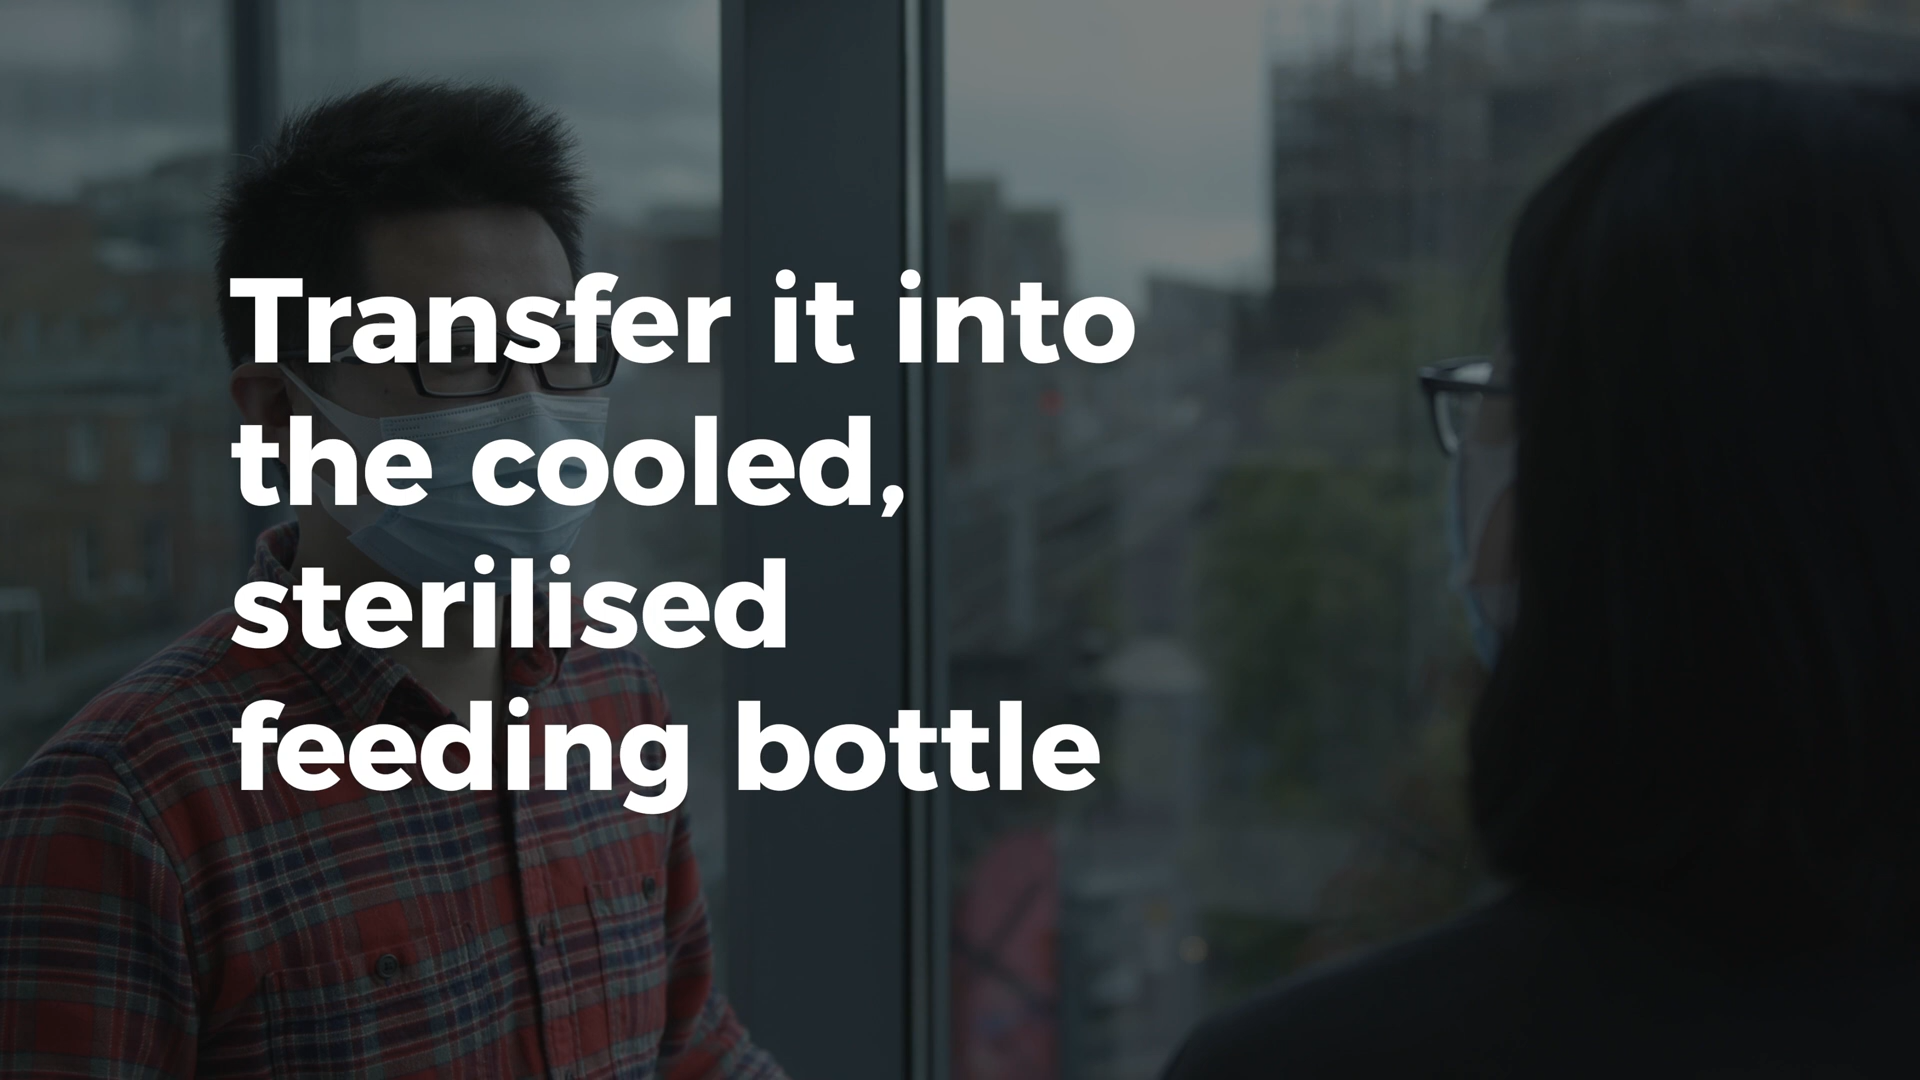 Transfer it into
the cooled,
sterilised
feeding bottle